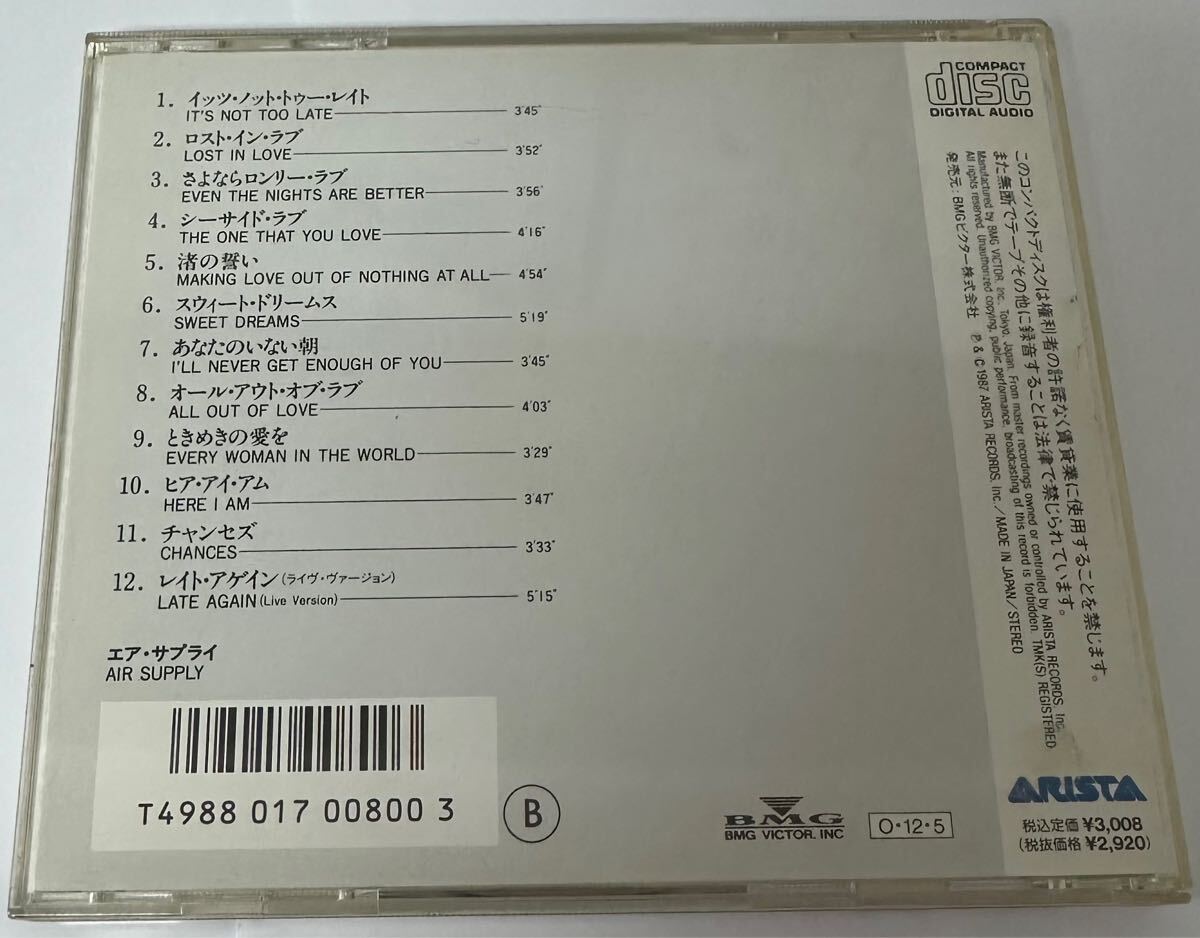 1. イッツ・ノット・トゥー・レイト
IT'S NOT TOO LATE 3'45"
2. ロスト・イン・ラブ
LOST IN LOVE 3'52"
3. さよならロンリー・ラブ
EVEN THE NIGHTS ARE BETTER 3'56"
4. シーサイド・ラブ
THE ONE THAT YOU LOVE 4'16"
5. 渚の誓い
MAKING LOVE OUT OF NOTHING AT ALL 4'54"
6. スウィート・ドリームス
SWEET DREAMS 5'19"
7. あなたのいない朝
I'LL NEVER GET ENOUGH OF YOU 3'45"
8. オール・アウト・オブ・ラブ
ALL OUT OF LOVE 4'03"
9. ときめきの愛を
EVERY WOMAN IN THE WORLD 3'29"
10. ヒア・アイ・アム
HERE I AM 3'47"
11. チャンセズ
CHANCES 3'33"
12. レイト・アゲイン(ライヴ・ヴァージョン)
LATE AGAIN (Live Version) 5'15"
エア・サプライ
AIR SUPPLY
T4988 017 00800 3
B
BMG
BMG VICTOR. INC
O・12・5
COMPACT
disc
DIGITAL AUDIO
このコンパクトディスクは権利者の許諾なく賃貸業に使用することを禁じます。
また無断でテープその他に録音することは法律で禁じられています。
Manufactured by BMG VICTOR, Inc., Tokyo, Japan. From master recordings owned or controlled by ARISTA RECORDS, Inc.
All rights reserved. Unauthorized copying, public performance, broadcasting of this record is forbidden. TMK(S) REGISTERED
発売元:BMGビクター株式会社 ℗ & © 1987 ARISTA RECORDS, Inc./MADE IN JAPAN/STEREO
ARISTA
税込定価 ¥3,008
(税抜価格 ¥2,920)